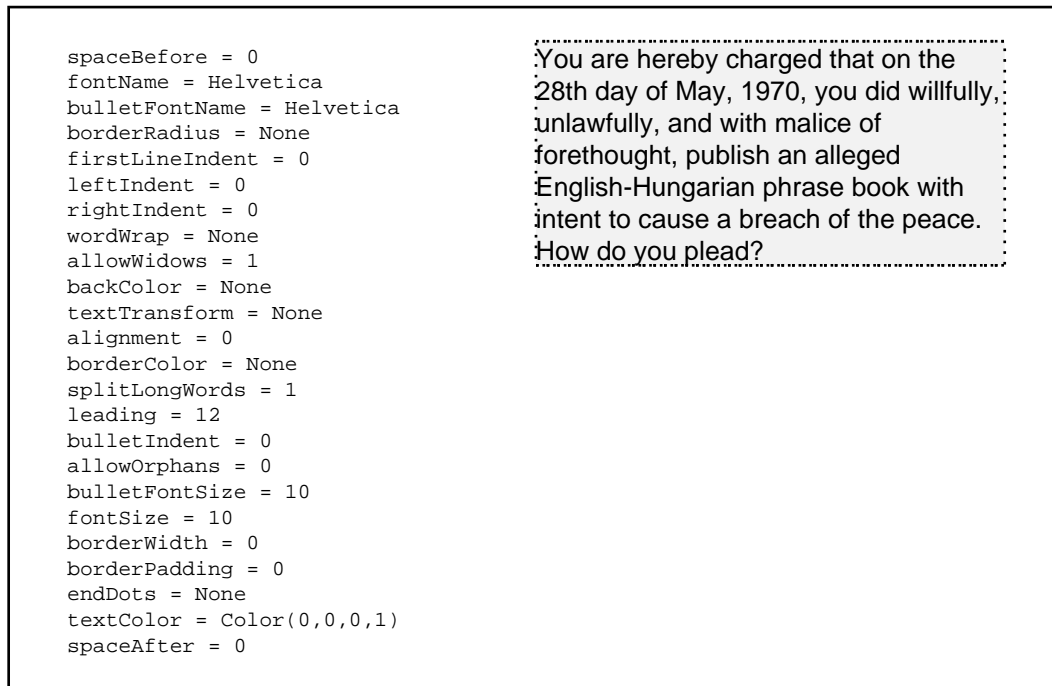 spaceBefore = 0
fontName = Helvetica
bulletFontName = Helvetica
borderRadius = None
firstLineIndent = 0
leftIndent = 0
rightIndent = 0
wordWrap = None
allowWidows = 1
backColor = None
textTransform = None
alignment = 0
borderColor = None
splitLongWords = 1
leading = 12
bulletIndent = 0
allowOrphans = 0
bulletFontSize = 10
fontSize = 10
borderWidth = 0
borderPadding = 0
endDots = None
textColor = Color(0,0,0,1)
spaceAfter = 0
You are hereby charged that on the
28th day of May, 1970, you did willfully,
unlawfully, and with malice of
forethought, publish an alleged
English-Hungarian phrase book with
intent to cause a breach of the peace.
How do you plead?